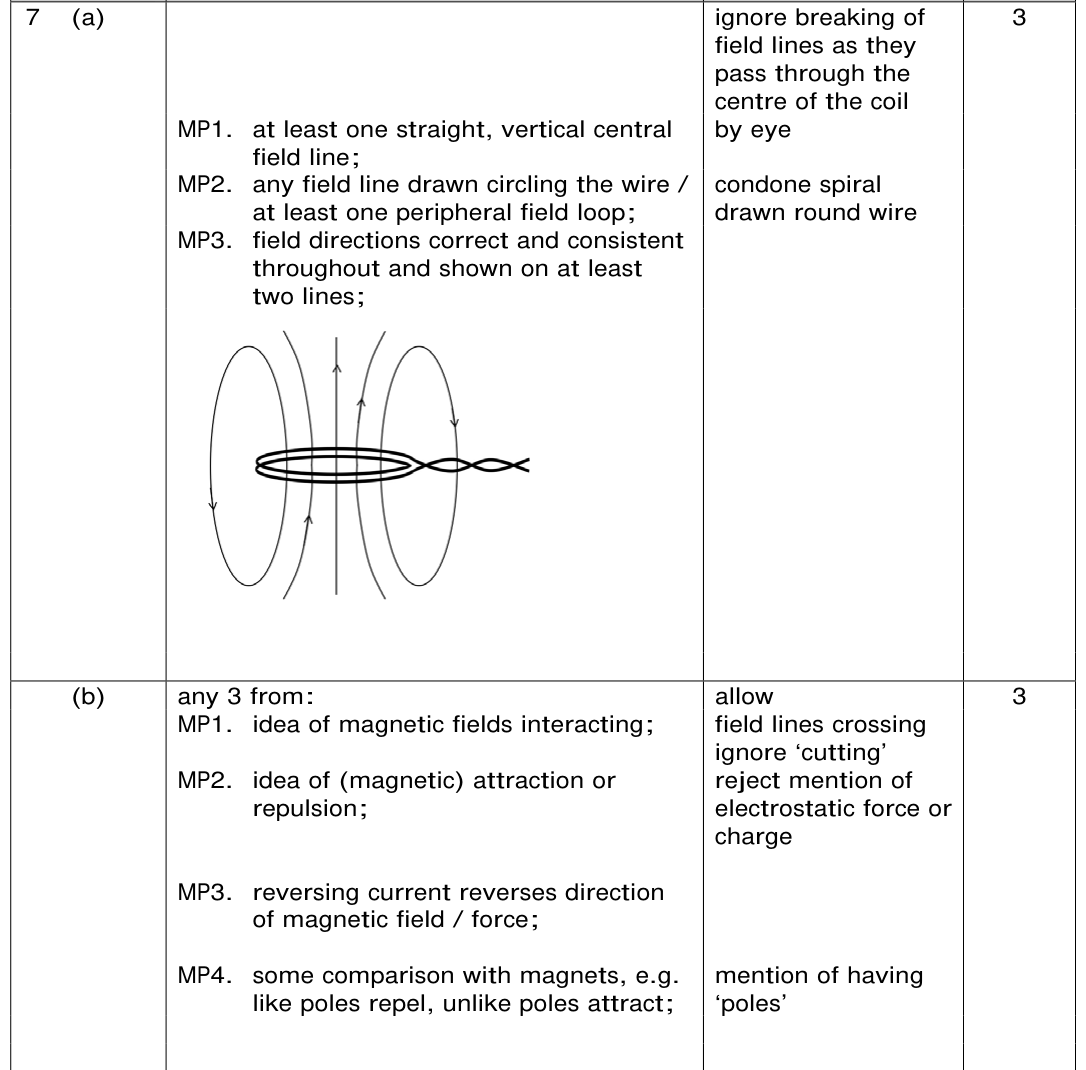 7 (a) ignore breaking of 3
field lines as they
pass through the
centre of the coil
MP1. at least one straight, vertical central by eye
field line;
MP2. any field line drawn circling the wire / condone spiral
at least one peripheral field loop; drawn round wire
MP3. field directions correct and consistent
throughout and shown on at least
two lines;
(b) any 3 from: allow 3
MP1. idea of magnetic fields interacting; field lines crossing
ignore ‘cutting’
MP2. idea of (magnetic) attraction or reject mention of
repulsion; electrostatic force or
charge
MP3. reversing current reverses direction
of magnetic field / force;
MP4. some comparison with magnets, e.g. mention of having
like poles repel, unlike poles attract; ‘poles’